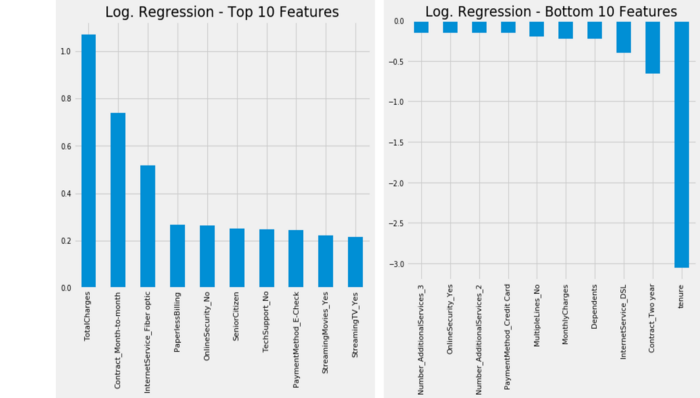 Log. Regression - Top 10 Features
1.0
0.8
0.6
0.4
0.2
0.0
TotalCharges
Contract_Month-to-month
InternetService_Fiber optic
PaperlessBilling
OnlineSecurity_No
SeniorCitizen
TechSupport_No
PaymentMethod_E-Check
StreamingMovies_Yes
StreamingTV_Yes
Log. Regression - Bottom 10 Features
0.0
−0.5
−1.0
−1.5
−2.0
−2.5
−3.0
Number_AdditionalServices_3
OnlineSecurity_Yes
Number_AdditionalServices_2
PaymentMethod_Credit Card
MultipleLines_No
MonthlyCharges
Dependents
InternetService_DSL
Contract_Two year
tenure